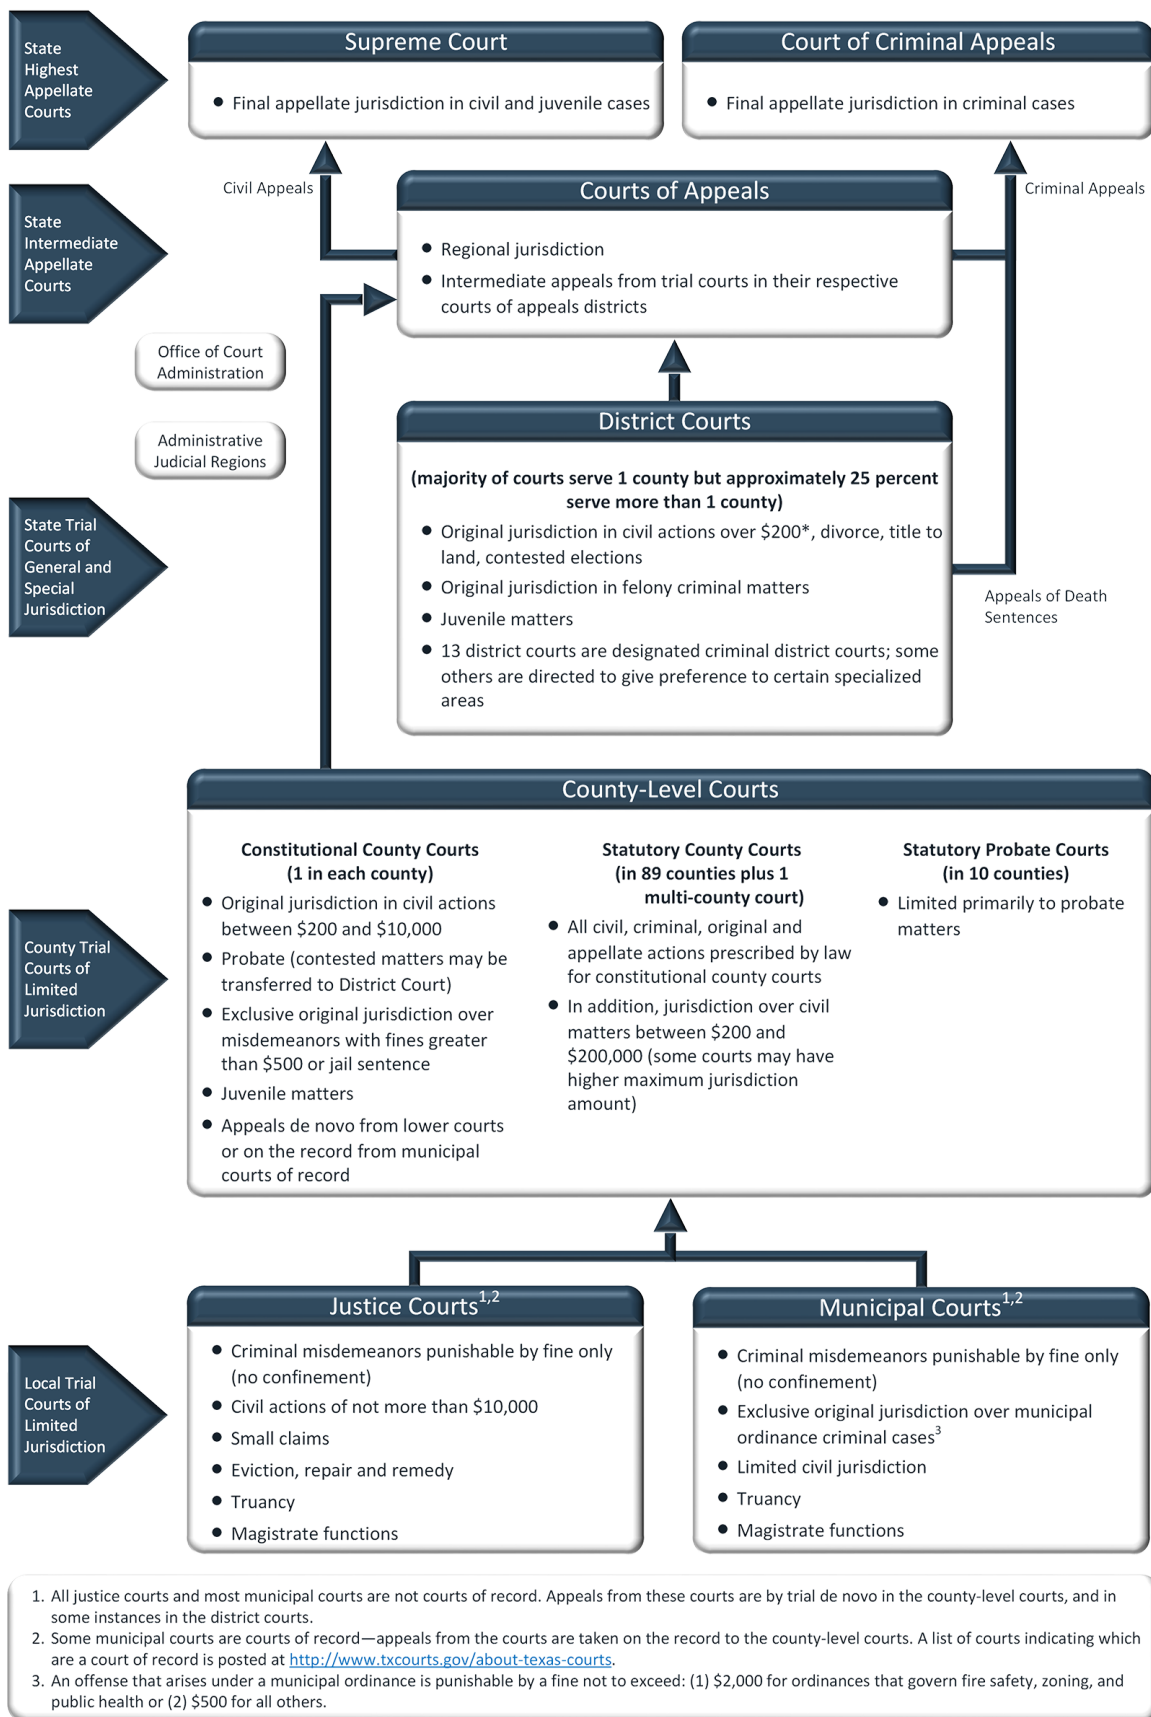 State
Highest
Appellate
Courts
Supreme Court
• Final appellate jurisdiction in civil and juvenile cases
Court of Criminal Appeals
• Final appellate jurisdiction in criminal cases
Civil Appeals
Criminal Appeals
State
Intermediate
Appellate
Courts
Courts of Appeals
• Regional jurisdiction
• Intermediate appeals from trial courts in their respective
courts of appeals districts
Office of Court
Administration
Administrative
Judicial Regions
State Trial
Courts of
General and
Special
Jurisdiction
District Courts
(majority of courts serve 1 county but approximately 25 percent
serve more than 1 county)
• Original jurisdiction in civil actions over $200*, divorce, title to
land, contested elections
• Original jurisdiction in felony criminal matters
• Juvenile matters
• 13 district courts are designated criminal district courts; some
others are directed to give preference to certain specialized
areas
Appeals of Death
Sentences
County Trial
Courts of
Limited
Jurisdiction
County-Level Courts
Constitutional County Courts
(1 in each county)
• Original jurisdiction in civil actions
between $200 and $10,000
• Probate (contested matters may be
transferred to District Court)
• Exclusive original jurisdiction over
misdemeanors with fines greater
than $500 or jail sentence
• Juvenile matters
• Appeals de novo from lower courts
or on the record from municipal
courts of record
Statutory County Courts
(in 89 counties plus 1
multi-county court)
• All civil, criminal, original and
appellate actions prescribed by law
for constitutional county courts
• In addition, jurisdiction over civil
matters between $200 and
$200,000 (some courts may have
higher maximum jurisdiction
amount)
Statutory Probate Courts
(in 10 counties)
• Limited primarily to probate
matters
Local Trial
Courts of
Limited
Jurisdiction
Justice Courts1,2
• Criminal misdemeanors punishable by fine only
(no confinement)
• Civil actions of not more than $10,000
• Small claims
• Eviction, repair and remedy
• Truancy
• Magistrate functions
Municipal Courts1,2
• Criminal misdemeanors punishable by fine only
(no confinement)
• Exclusive original jurisdiction over municipal
ordinance criminal cases3
• Limited civil jurisdiction
• Truancy
• Magistrate functions
1. All justice courts and most municipal courts are not courts of record. Appeals from these courts are by trial de novo in the county-level courts, and in
some instances in the district courts.
2. Some municipal courts are courts of record—appeals from the courts are taken on the record to the county-level courts. A list of courts indicating which
are a court of record is posted at http://www.txcourts.gov/about-texas-courts.
3. An offense that arises under a municipal ordinance is punishable by a fine not to exceed: (1) $2,000 for ordinances that govern fire safety, zoning, and
public health or (2) $500 for all others.